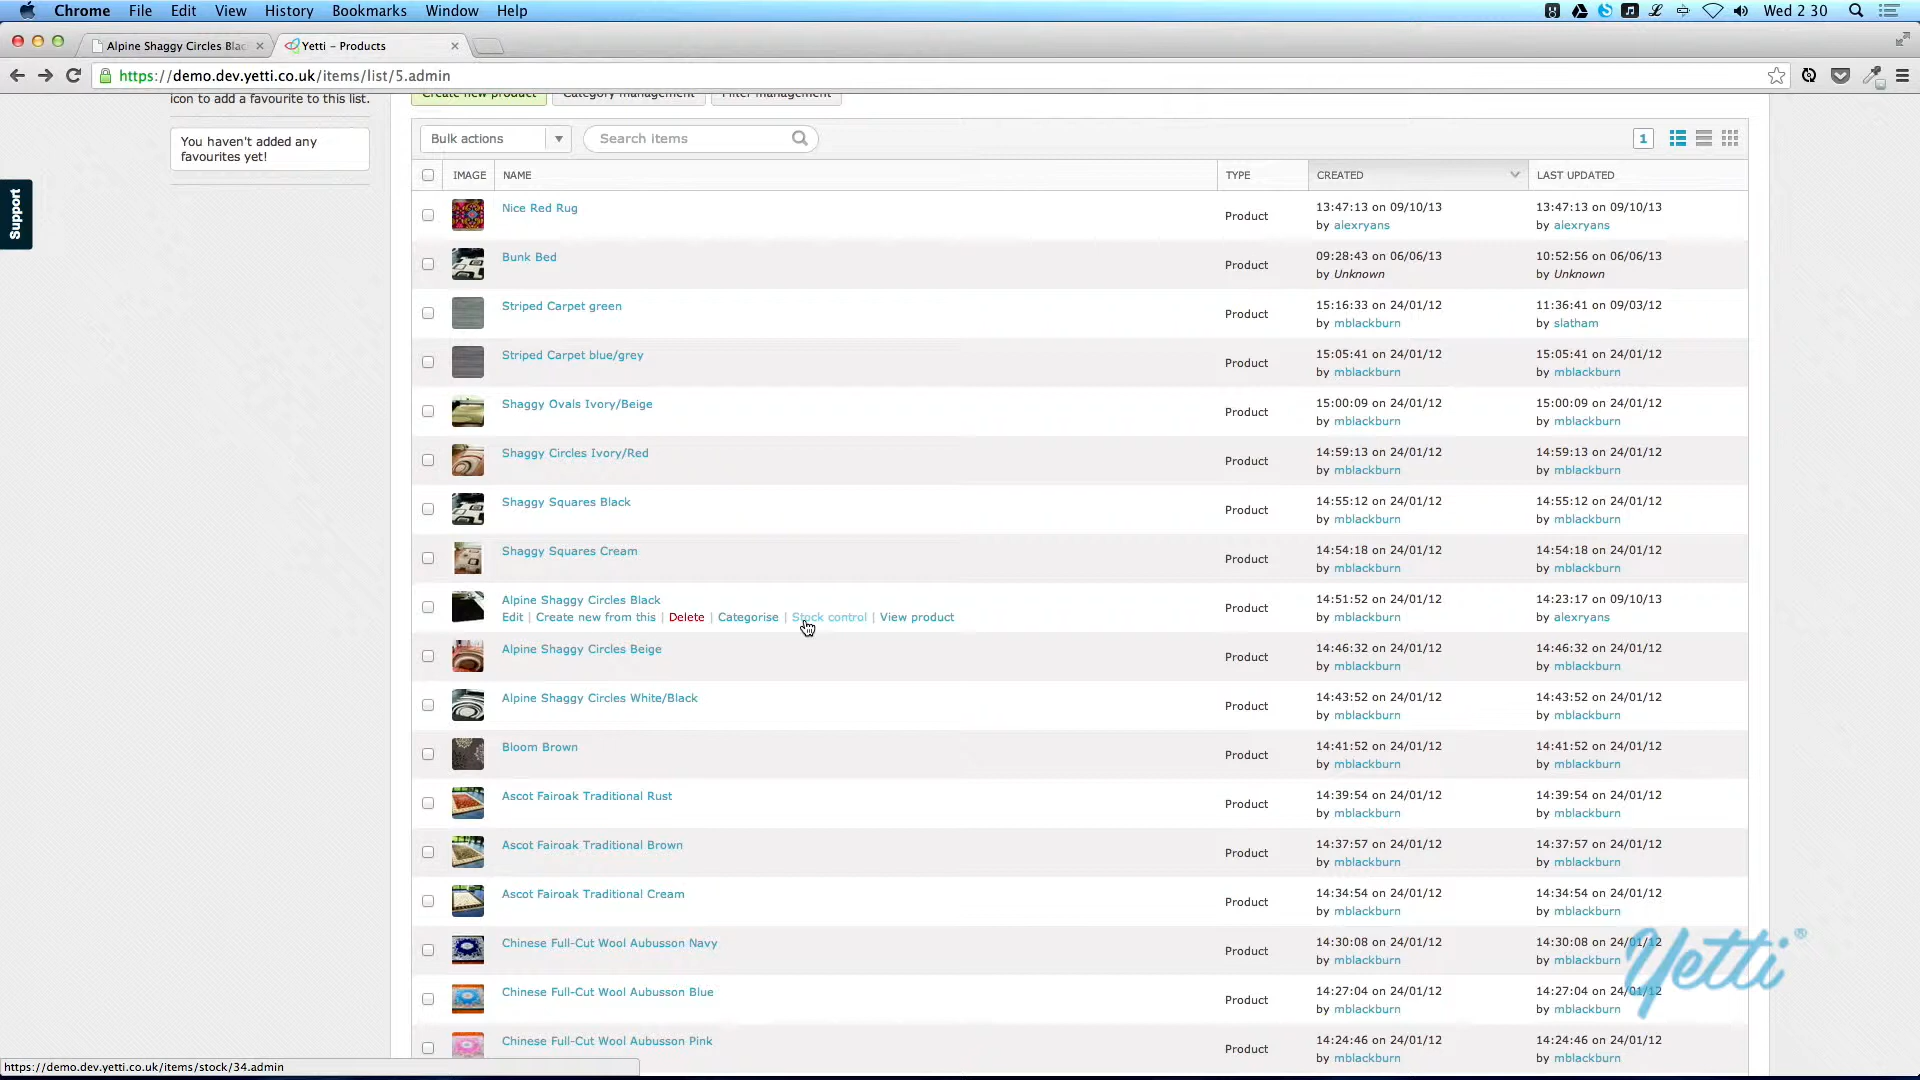 Chrome File Edit View History Bookmarks Window Help Wed 2 30
Alpine Shaggy Circles Blac Yetti – Products
https://demo.dev.yetti.co.uk/items/list/5.admin
icon to add a favourite to this list.
Create new product Category management Filter management
You haven't added any
favourites yet!
Support
Bulk actions Search items 1
IMAGE NAME TYPE CREATED LAST UPDATED
Nice Red Rug Product 13:47:13 on 09/10/13 by alexryans 13:47:13 on 09/10/13 by alexryans
Bunk Bed Product 09:28:43 on 06/06/13 by Unknown 10:52:56 on 06/06/13 by Unknown
Striped Carpet green Product 15:16:33 on 24/01/12 by mblackburn 11:36:41 on 09/03/12 by slatham
Striped Carpet blue/grey Product 15:05:41 on 24/01/12 by mblackburn 15:05:41 on 24/01/12 by mblackburn
Shaggy Ovals Ivory/Beige Product 15:00:09 on 24/01/12 by mblackburn 15:00:09 on 24/01/12 by mblackburn
Shaggy Circles Ivory/Red Product 14:59:13 on 24/01/12 by mblackburn 14:59:13 on 24/01/12 by mblackburn
Shaggy Squares Black Product 14:55:12 on 24/01/12 by mblackburn 14:55:12 on 24/01/12 by mblackburn
Shaggy Squares Cream Product 14:54:18 on 24/01/12 by mblackburn 14:54:18 on 24/01/12 by mblackburn
Alpine Shaggy Circles Black Product 14:51:52 on 24/01/12 by mblackburn 14:23:17 on 09/10/13 by alexryans
Edit | Create new from this | Delete | Categorise | Stock control | View product
Alpine Shaggy Circles Beige Product 14:46:32 on 24/01/12 by mblackburn 14:46:32 on 24/01/12 by mblackburn
Alpine Shaggy Circles White/Black Product 14:43:52 on 24/01/12 by mblackburn 14:43:52 on 24/01/12 by mblackburn
Bloom Brown Product 14:41:52 on 24/01/12 by mblackburn 14:41:52 on 24/01/12 by mblackburn
Ascot Fairoak Traditional Rust Product 14:39:54 on 24/01/12 by mblackburn 14:39:54 on 24/01/12 by mblackburn
Ascot Fairoak Traditional Brown Product 14:37:57 on 24/01/12 by mblackburn 14:37:57 on 24/01/12 by mblackburn
Ascot Fairoak Traditional Cream Product 14:34:54 on 24/01/12 by mblackburn 14:34:54 on 24/01/12 by mblackburn
Chinese Full-Cut Wool Aubusson Navy Product 14:30:08 on 24/01/12 by mblackburn 14:30:08 on 24/01/12 by mblackburn
Chinese Full-Cut Wool Aubusson Blue Product 14:27:04 on 24/01/12 by mblackburn 14:27:04 on 24/01/12 by mblackburn
Chinese Full-Cut Wool Aubusson Pink Product 14:24:46 on 24/01/12 by mblackburn 14:24:46 on 24/01/12 by mblackburn
Yetti®
https://demo.dev.yetti.co.uk/items/stock/34.admin